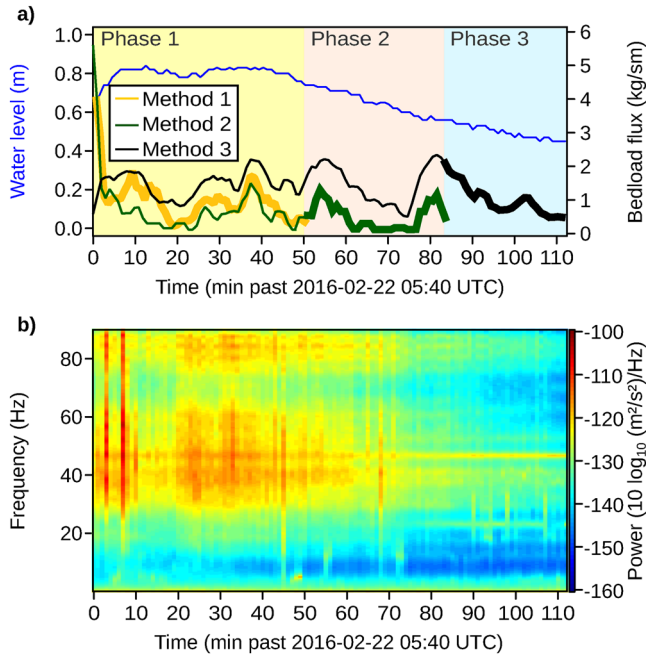 a)
Phase 1
Phase 2
Phase 3
1.0
0.8
0.6
0.4
0.2
0.0
Water level (m)
Method 1
Method 2
Method 3
6
5
4
3
2
1
0
Bedload flux (kg/sm)
0 10 20 30 40 50 60 70 80 90 100 110
Time (min past 2016-02-22 05:40 UTC)
b)
80
60
40
20
Frequency (Hz)
-100
-110
-120
-130
-140
-150
-160
Power (10 log₁₀ (m²/s²)/Hz)
0 10 20 30 40 50 60 70 80 90 100 110
Time (min past 2016-02-22 05:40 UTC)